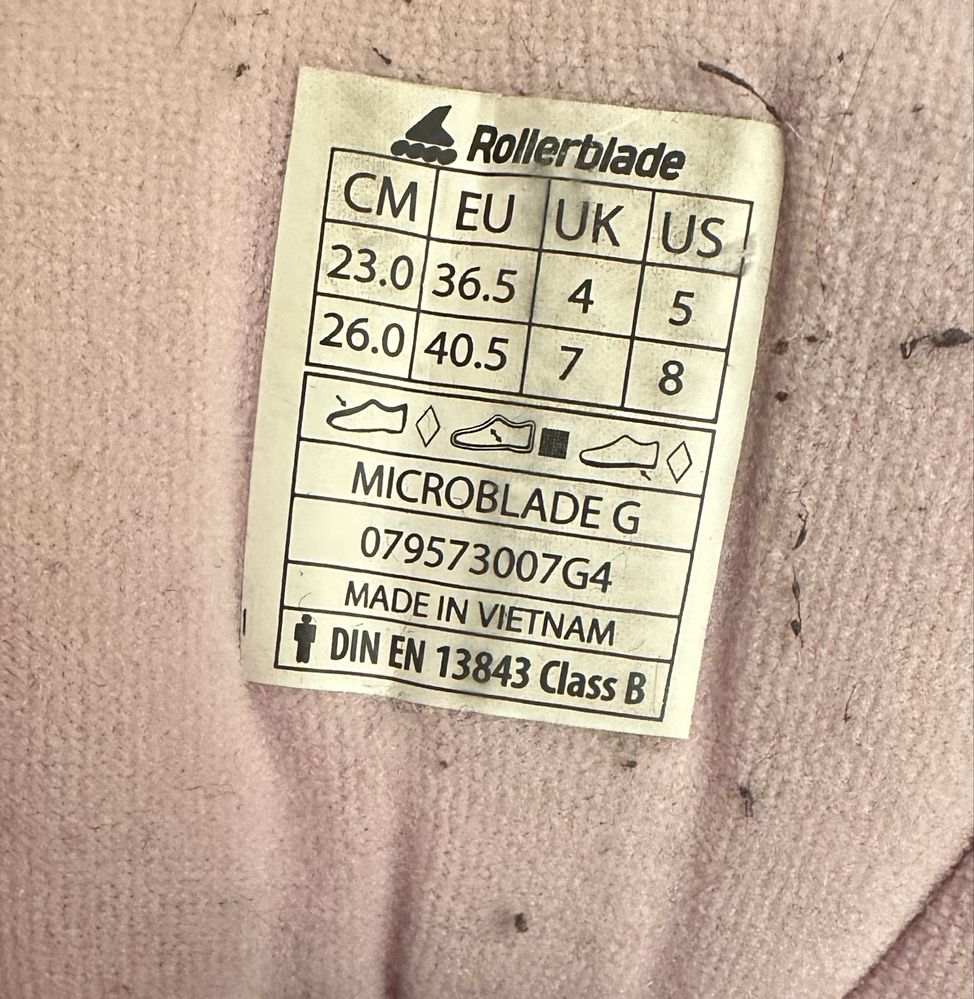 Rollerblade
CM EU UK US
23.0 36.5 4 5
26.0 40.5 7 8
MICROBLADE G
079573007G4
MADE IN VIETNAM
DIN EN 13843 Class B